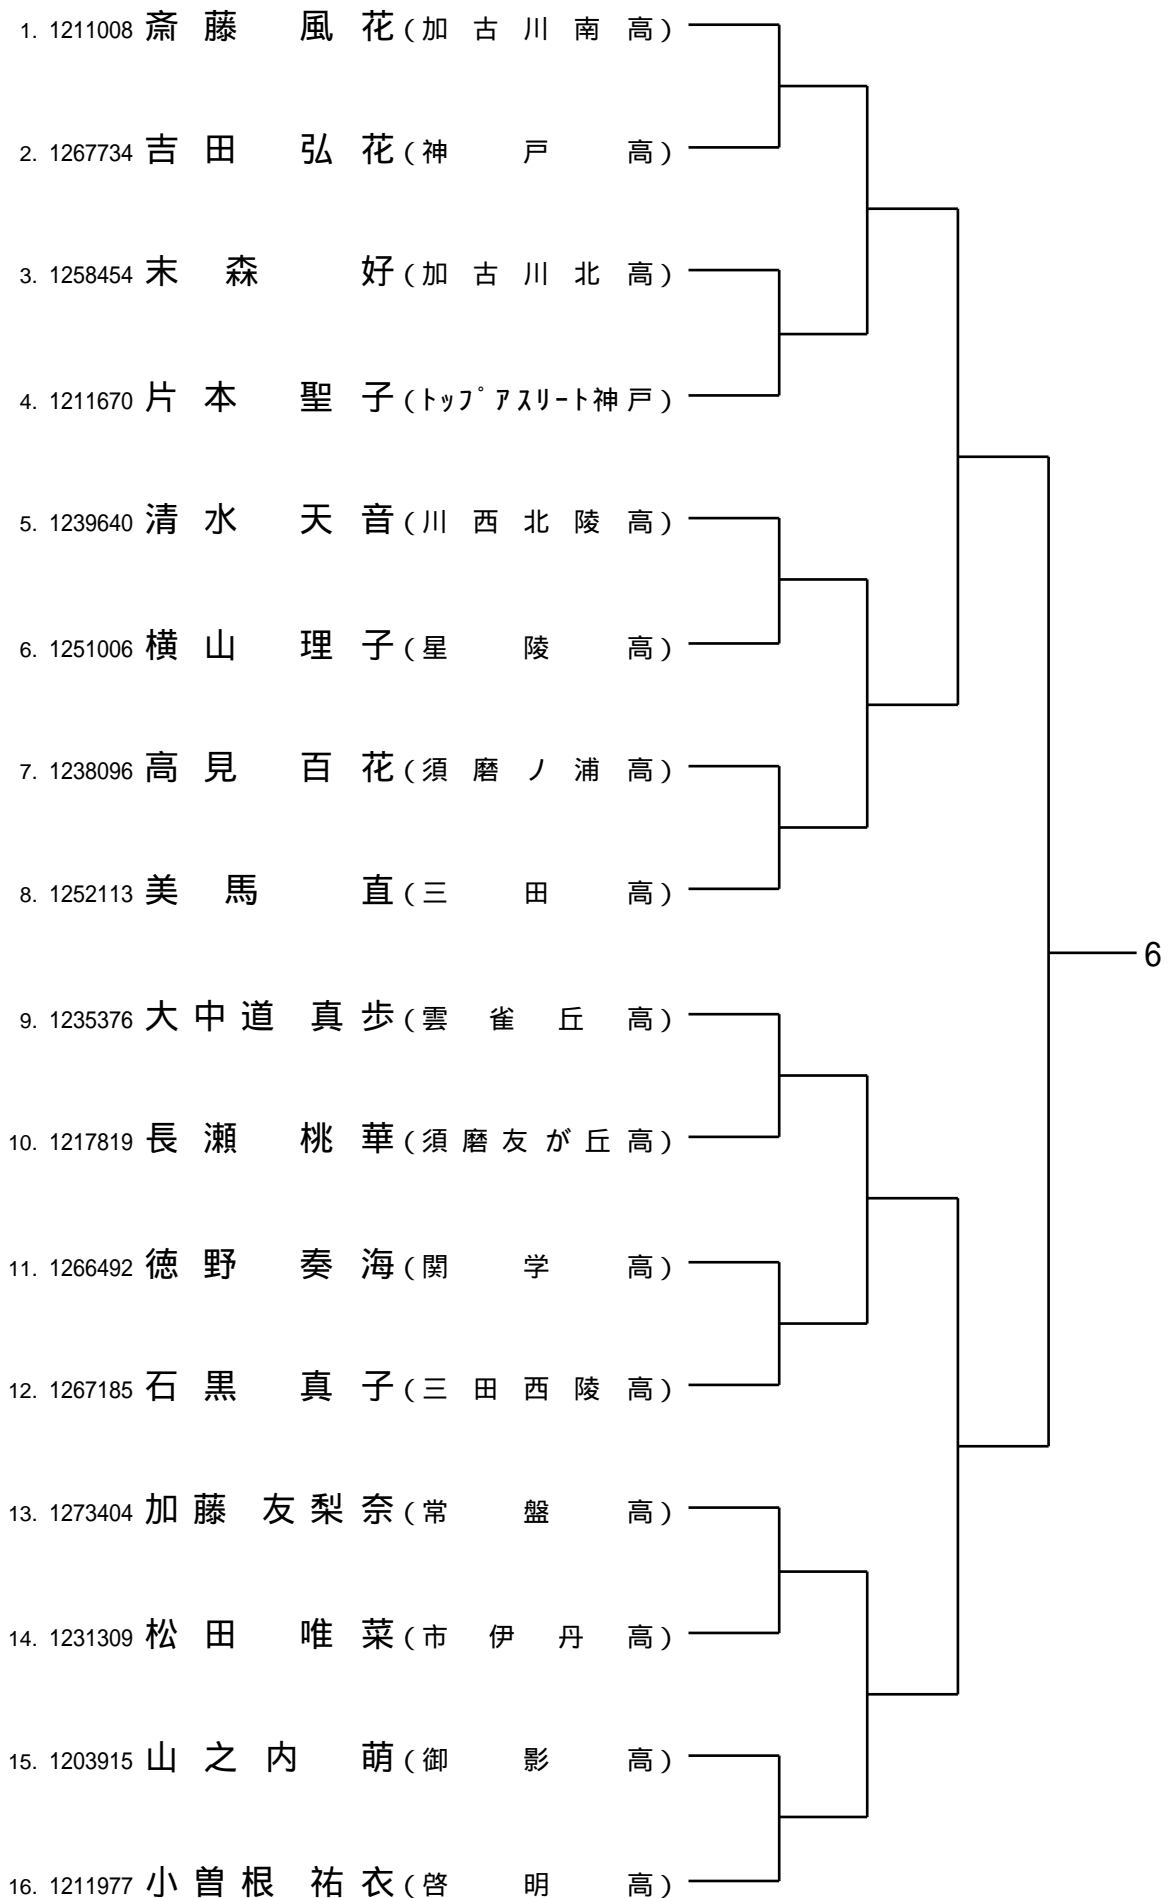 1. 1211008 斎藤 風花(加古川南高)
2. 1267734 吉田 弘花(神戸高)
3. 1258454 末森 好(加古川北高)
4. 1211670 片本 聖子(トップアスリート神戸)
5. 1239640 清水 天音(川西北陵高)
6. 1251006 横山 理子(星陵高)
7. 1238096 高見 百花(須磨ノ浦高)
8. 1252113 美馬 直(三田高)
6
9. 1235376 大中道 真歩(雲雀丘高)
10. 1217819 長瀬 桃華(須磨友が丘高)
11. 1266492 徳野 奏海(関学高)
12. 1267185 石黒 真子(三田西陵高)
13. 1273404 加藤 友梨奈(常盤高)
14. 1231309 松田 唯菜(市伊丹高)
15. 1203915 山之内 萌(御影高)
16. 1211977 小曽根 祐衣(啓明高)